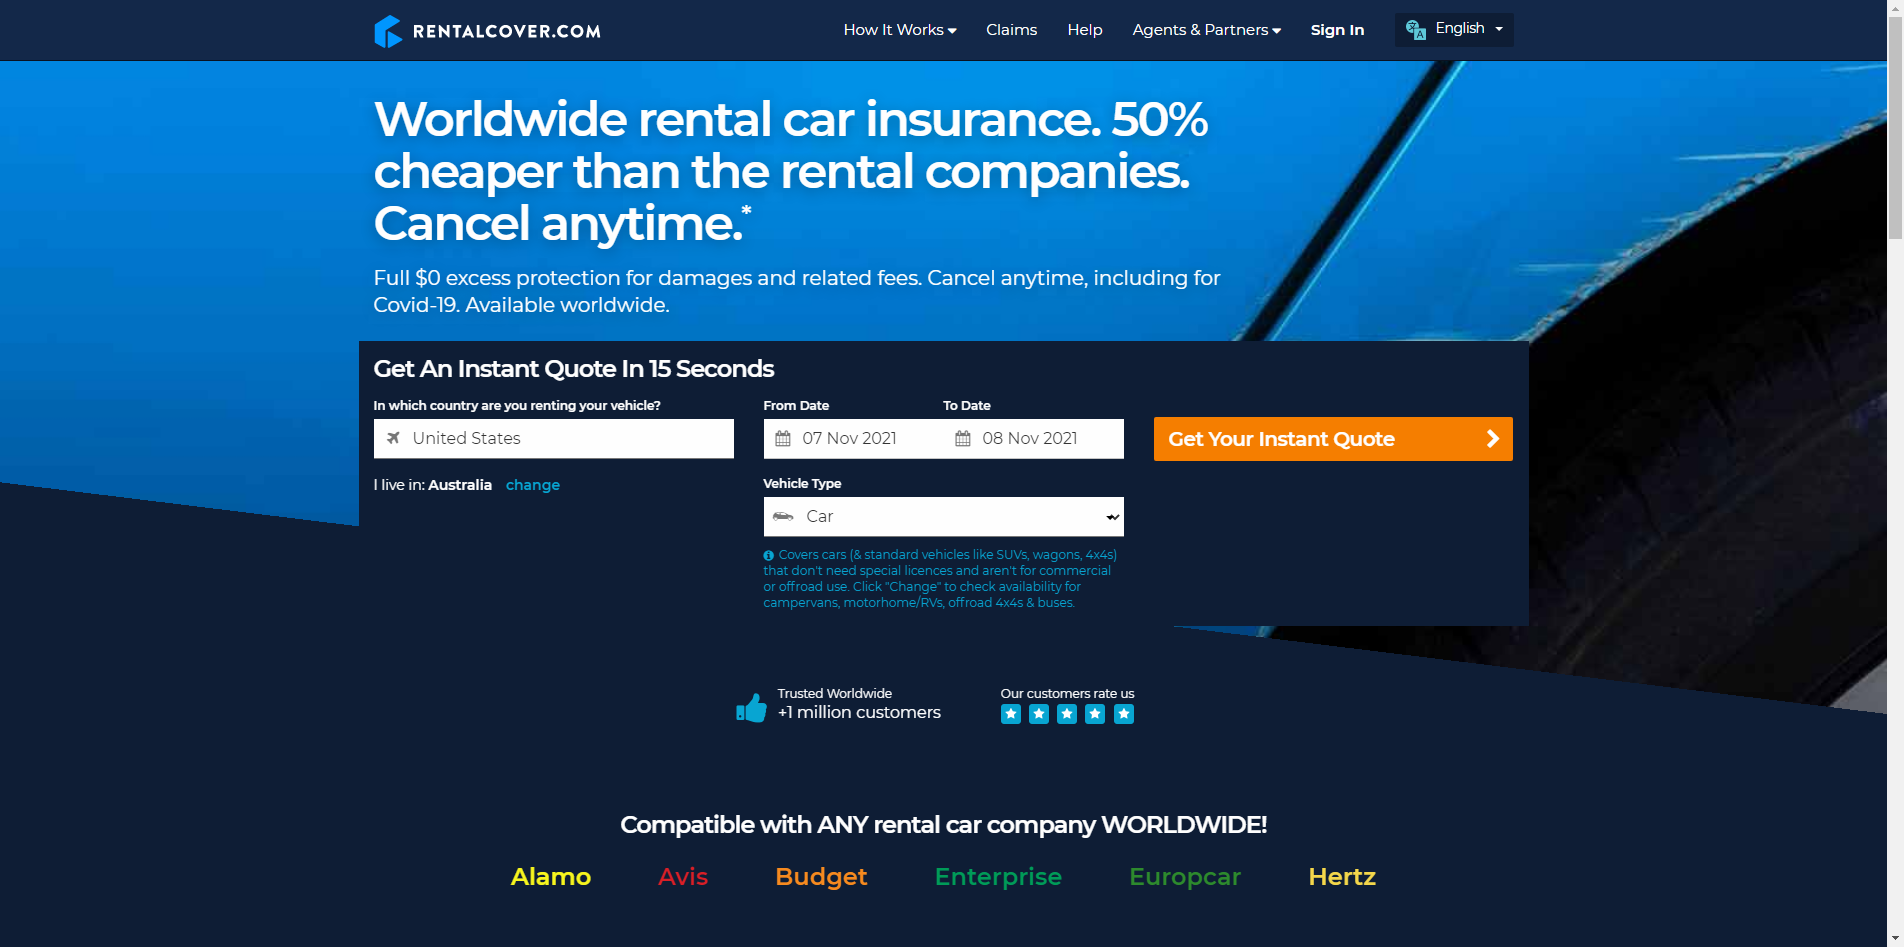 RENTALCOVER.COM
How It Works
Claims
Help
Agents & Partners
Sign In
English
Worldwide rental car insurance. 50%
cheaper than the rental companies.
Cancel anytime.*
Full $0 excess protection for damages and related fees. Cancel anytime, including for
Covid-19. Available worldwide.
Get An Instant Quote In 15 Seconds
In which country are you renting your vehicle?
United States
I live in: Australia change
From Date
To Date
07 Nov 2021
08 Nov 2021
Vehicle Type
Car
Covers cars (& standard vehicles like SUVs, wagons, 4x4s)
that don't need special licences and aren't for commercial
or offroad use. Click "Change" to check availability for
campervans, motorhome/RVs, offroad 4x4s & buses.
Get Your Instant Quote
Trusted Worldwide
+1 million customers
Our customers rate us
Compatible with ANY rental car company WORLDWIDE!
Alamo
Avis
Budget
Enterprise
Europcar
Hertz